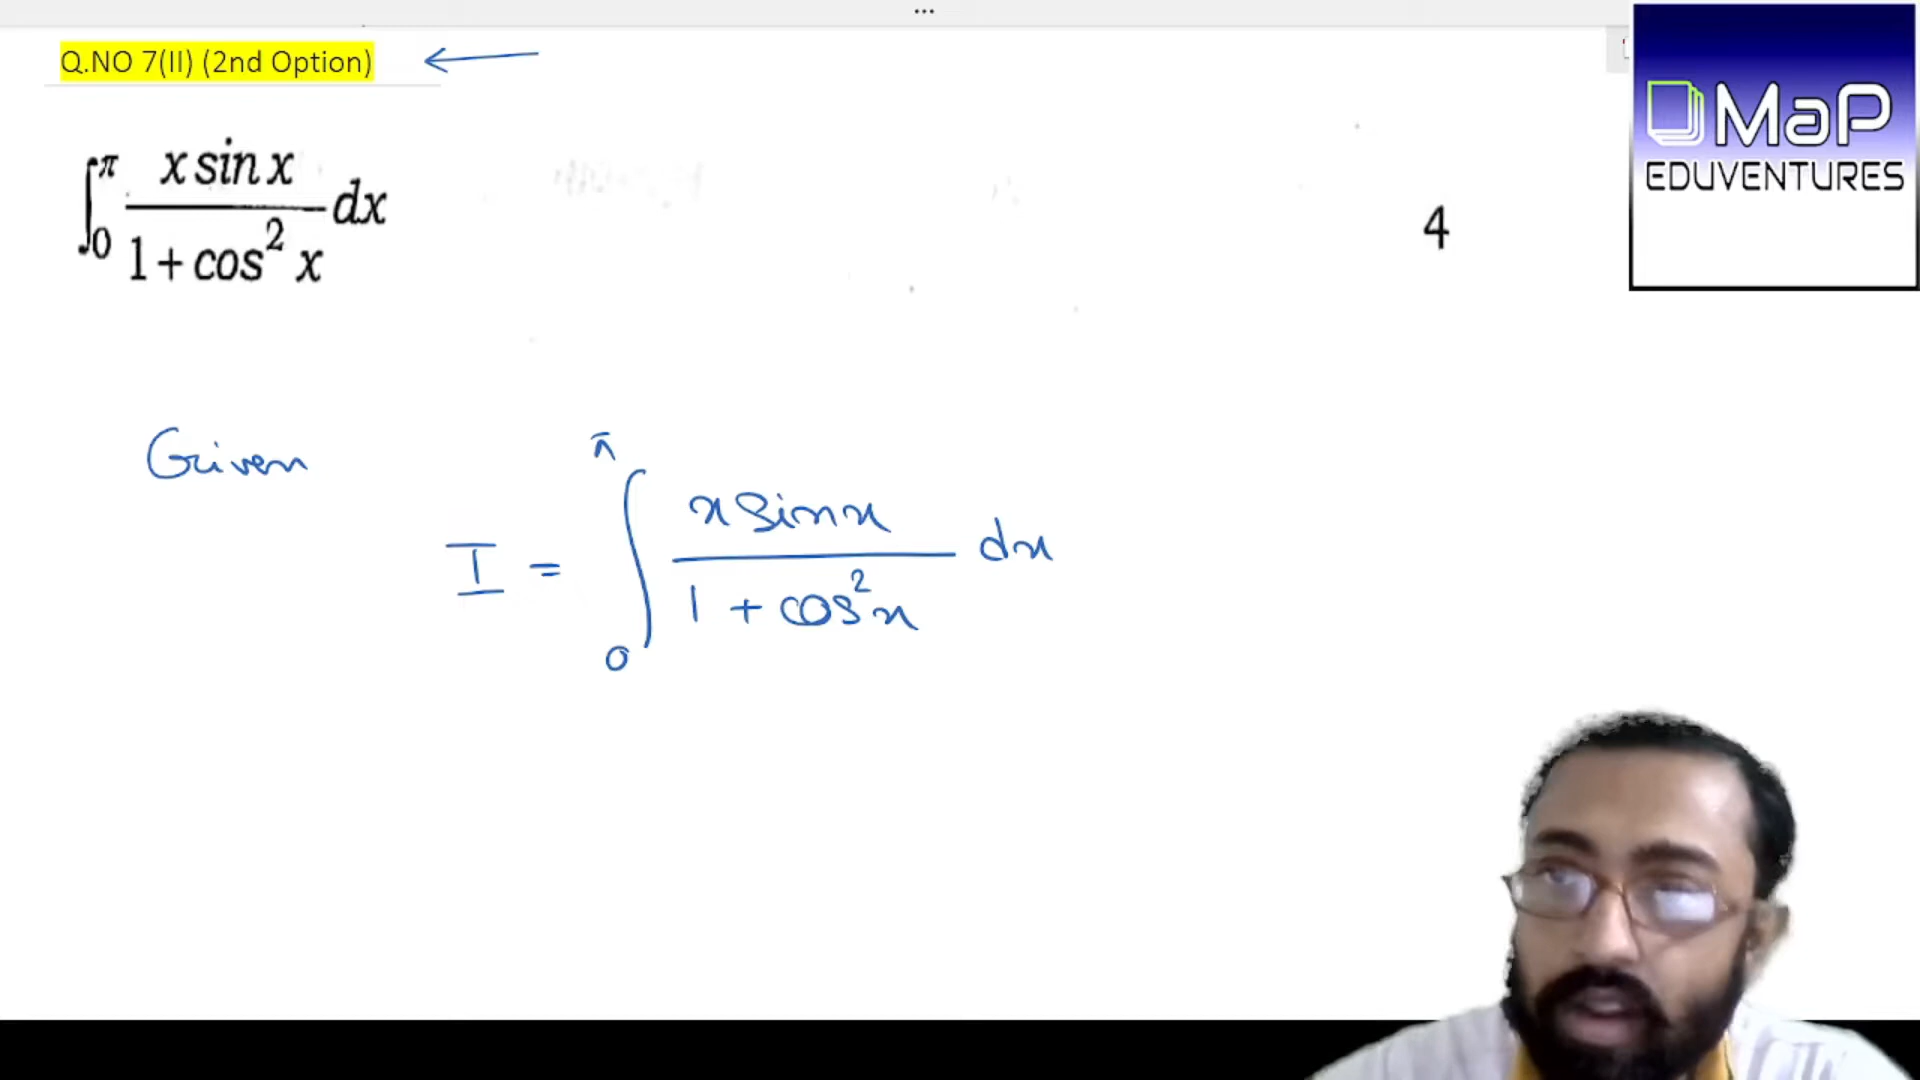 ...
Q.NO 7(II) (2nd Option)
MaP
EDUVENTURES
∫₀^π x sin x / 1 + cos² x dx
4
Given
I = ∫₀^π x sin x / 1 + cos² x dx